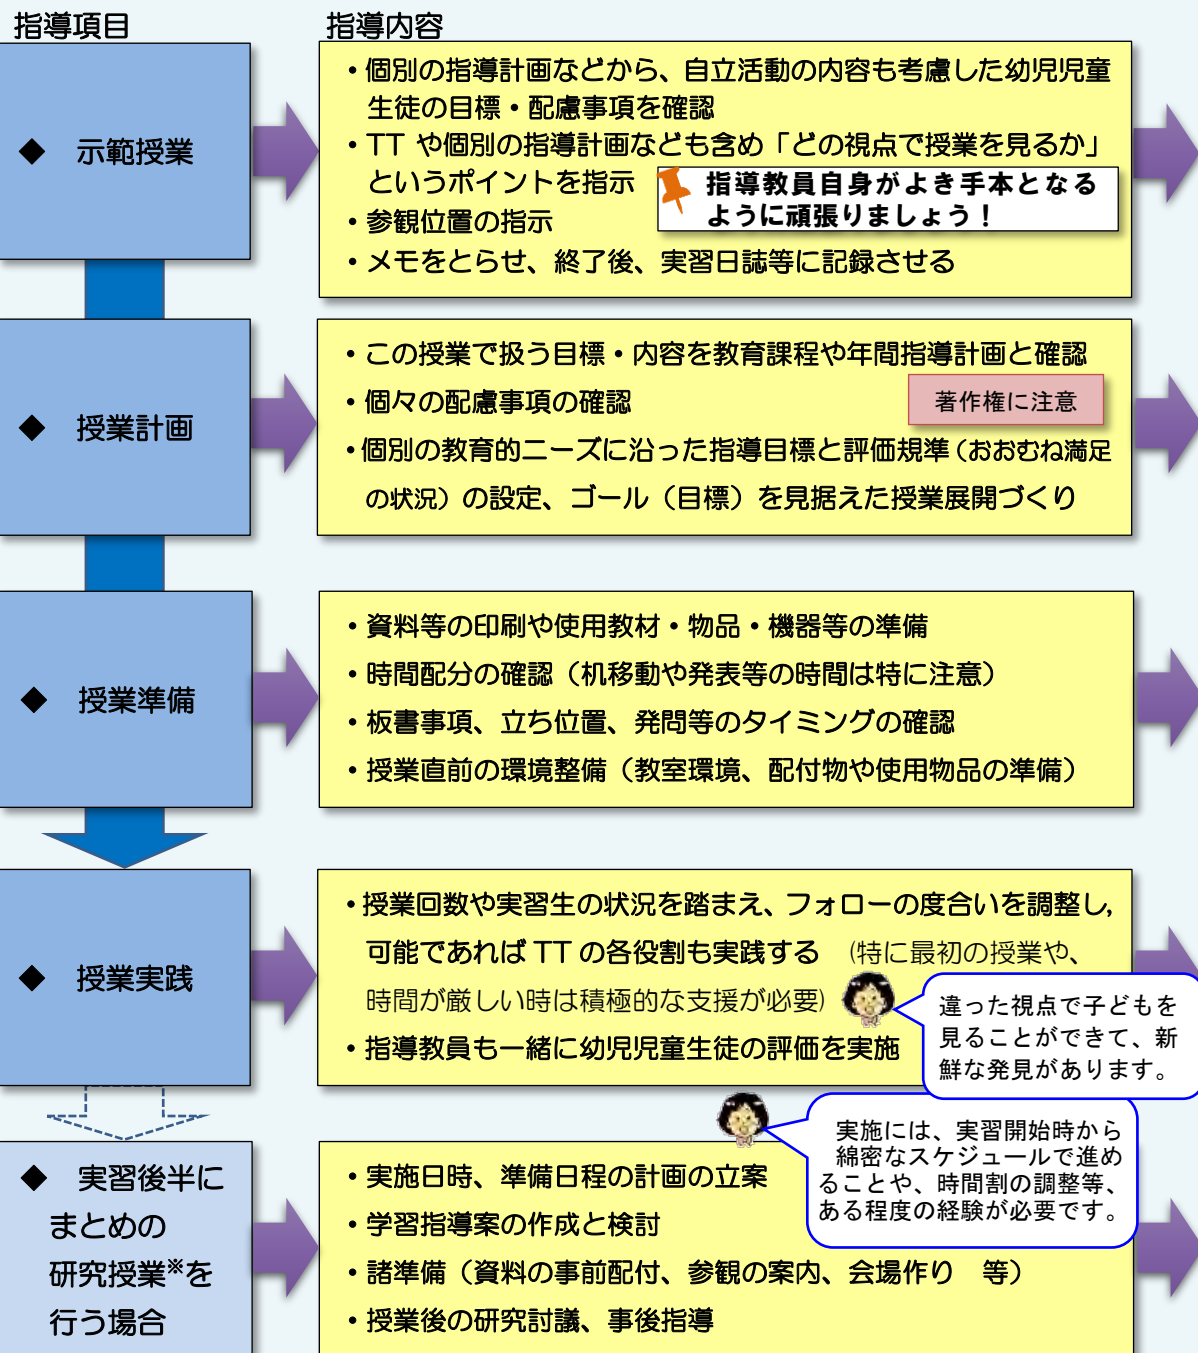 指導項目
指導内容
◆ 示範授業
・個別の指導計画などから、自立活動の内容も考慮した幼児児童
生徒の目標・配慮事項を確認
・TT や個別の指導計画なども含め「どの視点で授業を見るか」
というポイントを指示
指導教員自身がよき手本となる
ように頑張りましょう！
・参観位置の指示
・メモをとらせ、終了後、実習日誌等に記録させる
◆ 授業計画
・この授業で扱う目標・内容を教育課程や年間指導計画と確認
・個々の配慮事項の確認
著作権に注意
・個別の教育的ニーズに沿った指導目標と評価規準（おおむね満足
の状況）の設定、ゴール（目標）を見据えた授業展開づくり
◆ 授業準備
・資料等の印刷や使用教材・物品・機器等の準備
・時間配分の確認（机移動や発表等の時間は特に注意）
・板書事項、立ち位置、発問等のタイミングの確認
・授業直前の環境整備（教室環境、配付物や使用物品の準備）
◆ 授業実践
・授業回数や実習生の状況を踏まえ、フォローの度合いを調整し、
可能であれば TT の各役割も実践する （特に最初の授業や、
時間が厳しい時は積極的な支援が必要）
・指導教員も一緒に幼児児童生徒の評価を実施
違った視点で子どもを
見ることができて、新
鮮な発見があります。
◆ 実習後半に
まとめの
研究授業※を
行う場合
実施には、実習開始時から
綿密なスケジュールで進め
ることや、時間割の調整等、
ある程度の経験が必要です。
・実施日時、準備日程の計画の立案
・学習指導案の作成と検討
・諸準備（資料の事前配付、参観の案内、会場作り 等）
・授業後の研究討議、事後指導